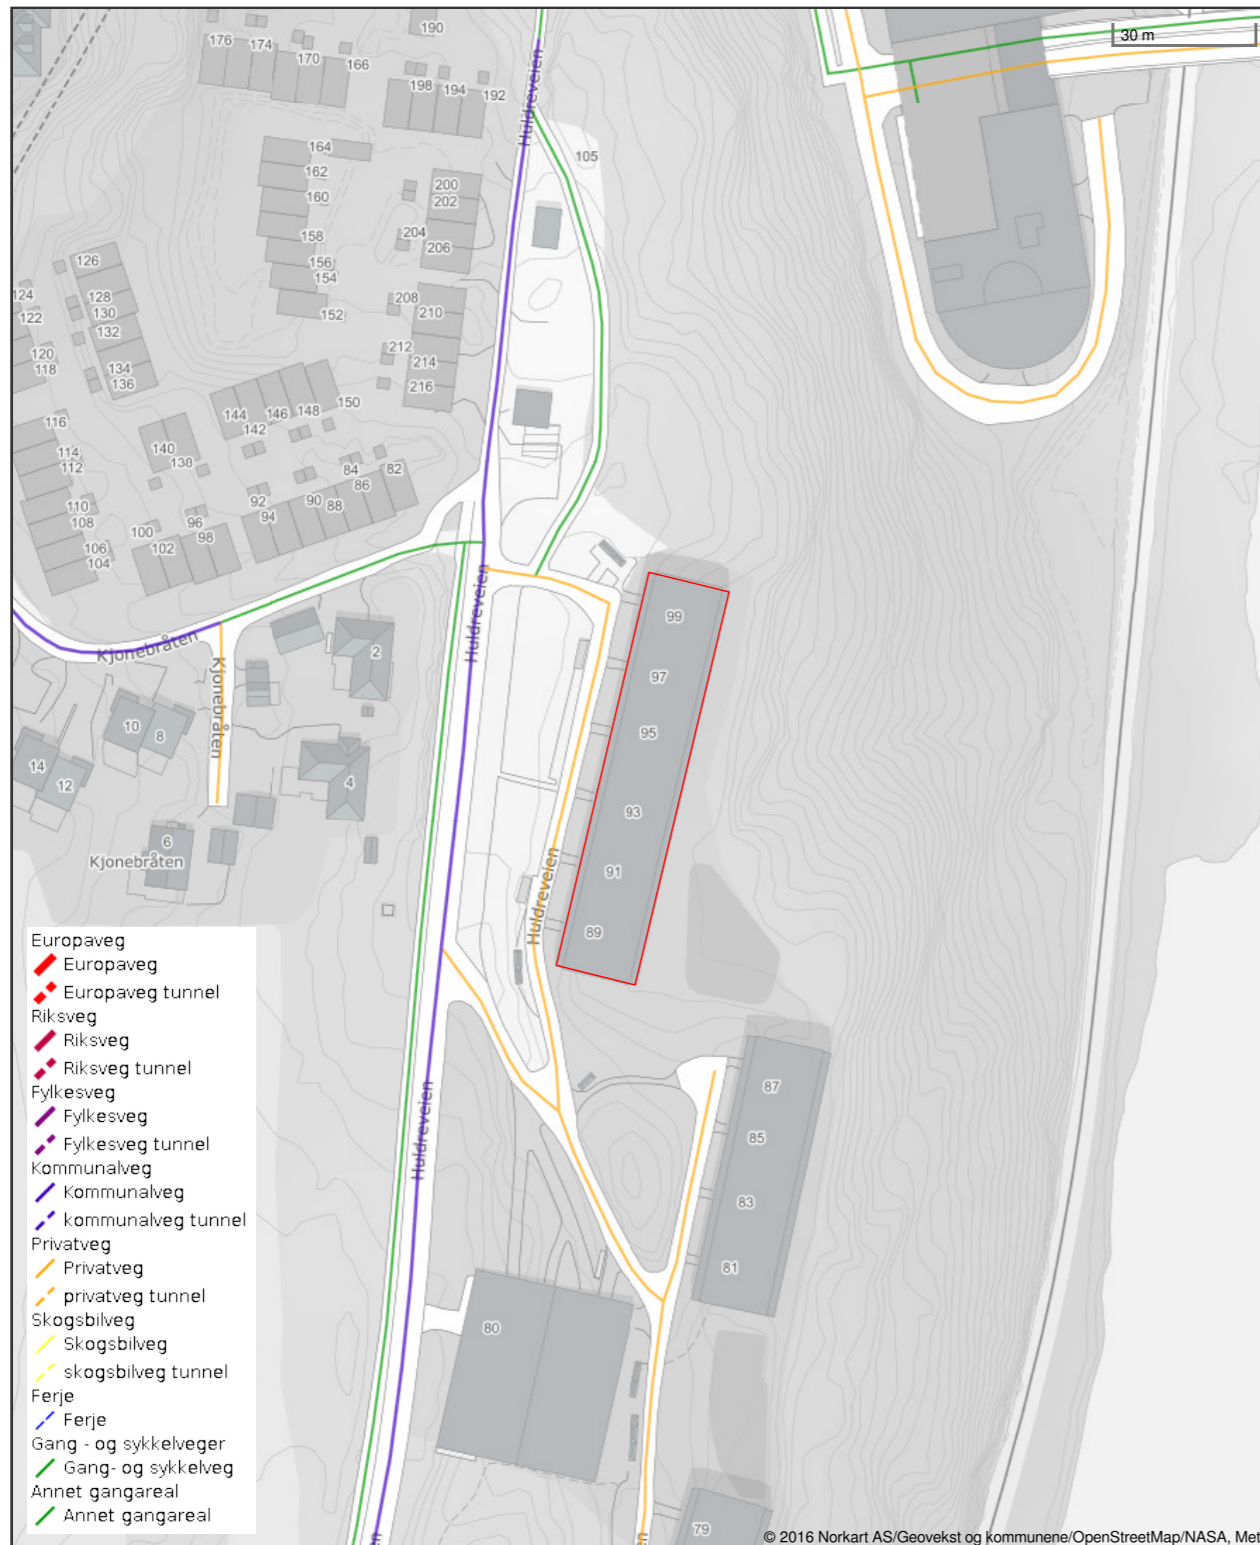 190
30 m
176
174
170
166
198
194
192
Huldreveien
105
164
162
160
158
156
154
152
200
202
204
206
208
210
212
214
216
126
128
130
132
134
136
124
122
120
118
116
114
112
110
108
106
104
144
142
146
148
150
140
138
84
82
86
92
90
88
94
96
98
100
102
Huldreveien
Kjonebråten
Kjonebråten
2
10
8
14
12
4
6
Kjonebråten
99
97
95
93
91
89
Huldreveien
Huldreveien
87
85
83
81
80
79
en
en
Europaveg
Europaveg
Europaveg tunnel
Riksveg
Riksveg
Riksveg tunnel
Fylkesveg
Fylkesveg
Fylkesveg tunnel
Kommunalveg
Kommunalveg
kommunalveg tunnel
Privatveg
Privatveg
privatveg tunnel
Skogsbilveg
Skogsbilveg
skogsbilveg tunnel
Ferje
Ferje
Gang - og sykkelveger
Gang- og sykkelveg
Annet gangareal
Annet gangareal
© 2016 Norkart AS/Geovekst og kommunene/OpenStreetMap/NASA, Met